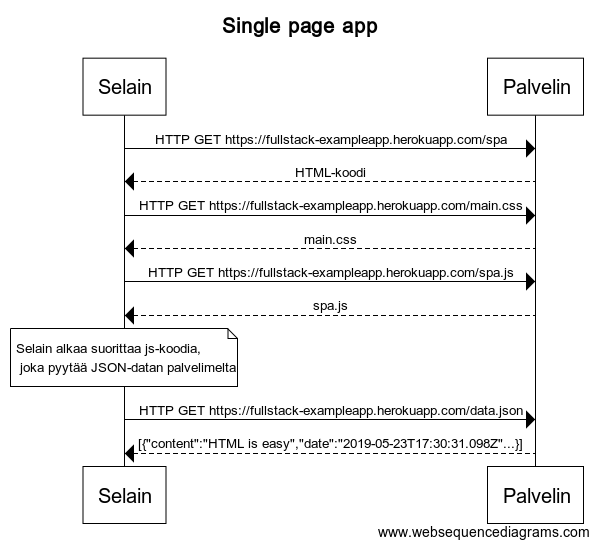 Single page app
Selain
Palvelin
HTTP GET https://fullstack-exampleapp.herokuapp.com/spa
HTML-koodi
HTTP GET https://fullstack-exampleapp.herokuapp.com/main.css
main.css
HTTP GET https://fullstack-exampleapp.herokuapp.com/spa.js
spa.js
Selain alkaa suorittaa js-koodia,
joka pyytää JSON-datan palvelimelta
HTTP GET https://fullstack-exampleapp.herokuapp.com/data.json
[{"content":"HTML is easy","date":"2019-05-23T17:30:31.098Z"...}]
Selain
Palvelin
www.websequencediagrams.com